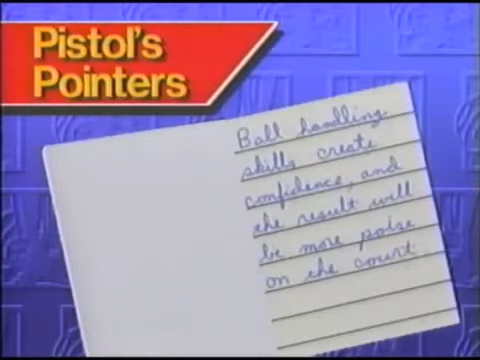 Pistol's
Pointers
Ball handling
skills create
confidence, and
the result will
be more poise
on the court.